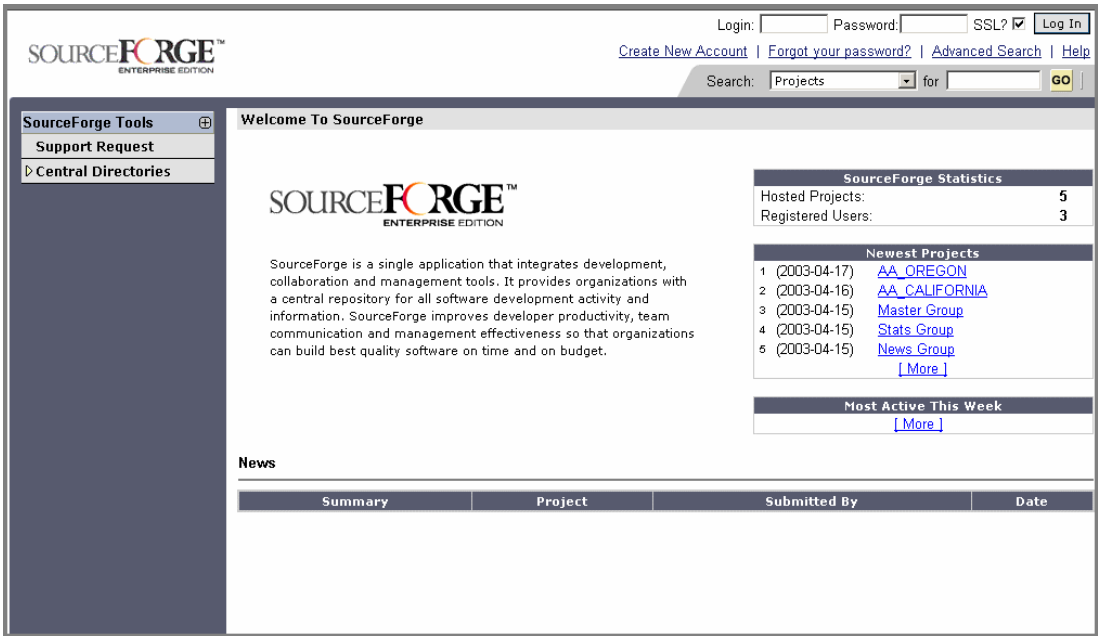 Login: Password: SSL? Log In
SOURCEFORGE™
ENTERPRISE EDITION
Create New Account | Forgot your password? | Advanced Search | Help
Search: Projects for GO
SourceForge Tools
Support Request
Central Directories
Welcome To SourceForge
SOURCEFORGE™
ENTERPRISE EDITION
SourceForge is a single application that integrates development,
collaboration and management tools. It provides organizations with
a central repository for all software development activity and
information. SourceForge improves developer productivity, team
communication and management effectiveness so that organizations
can build best quality software on time and on budget.
SourceForge Statistics
Hosted Projects: 5
Registered Users: 3
Newest Projects
1 (2003-04-17) AA_OREGON
2 (2003-04-16) AA_CALIFORNIA
3 (2003-04-15) Master Group
4 (2003-04-15) Stats Group
5 (2003-04-15) News Group
[ More ]
Most Active This Week
[ More ]
News
Summary Project Submitted By Date